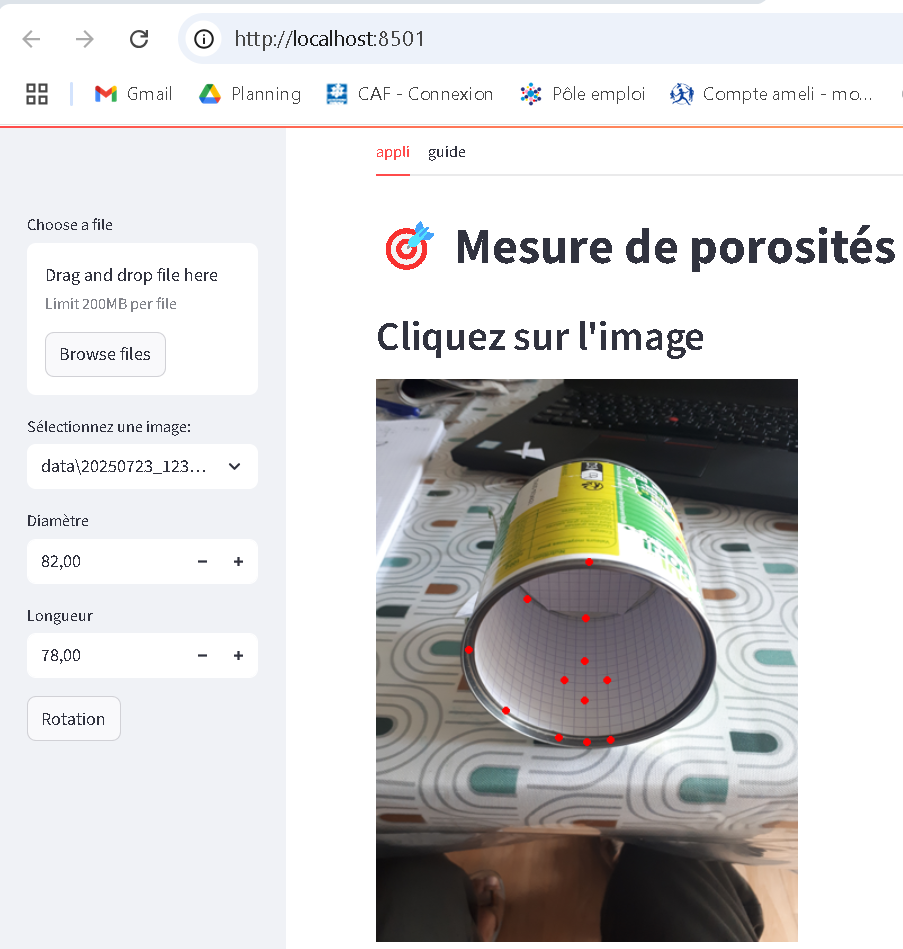 http://localhost:8501
Gmail
Planning
CAF - Connexion
Pôle emploi
Compte ameli - mo...
appli
guide
Choose a file
Drag and drop file here
Limit 200MB per file
Browse files
Sélectionnez une image:
data\20250723_123...
Diamètre
82,00
Longueur
78,00
Rotation
🎯 Mesure de porosités
Cliquez sur l'image